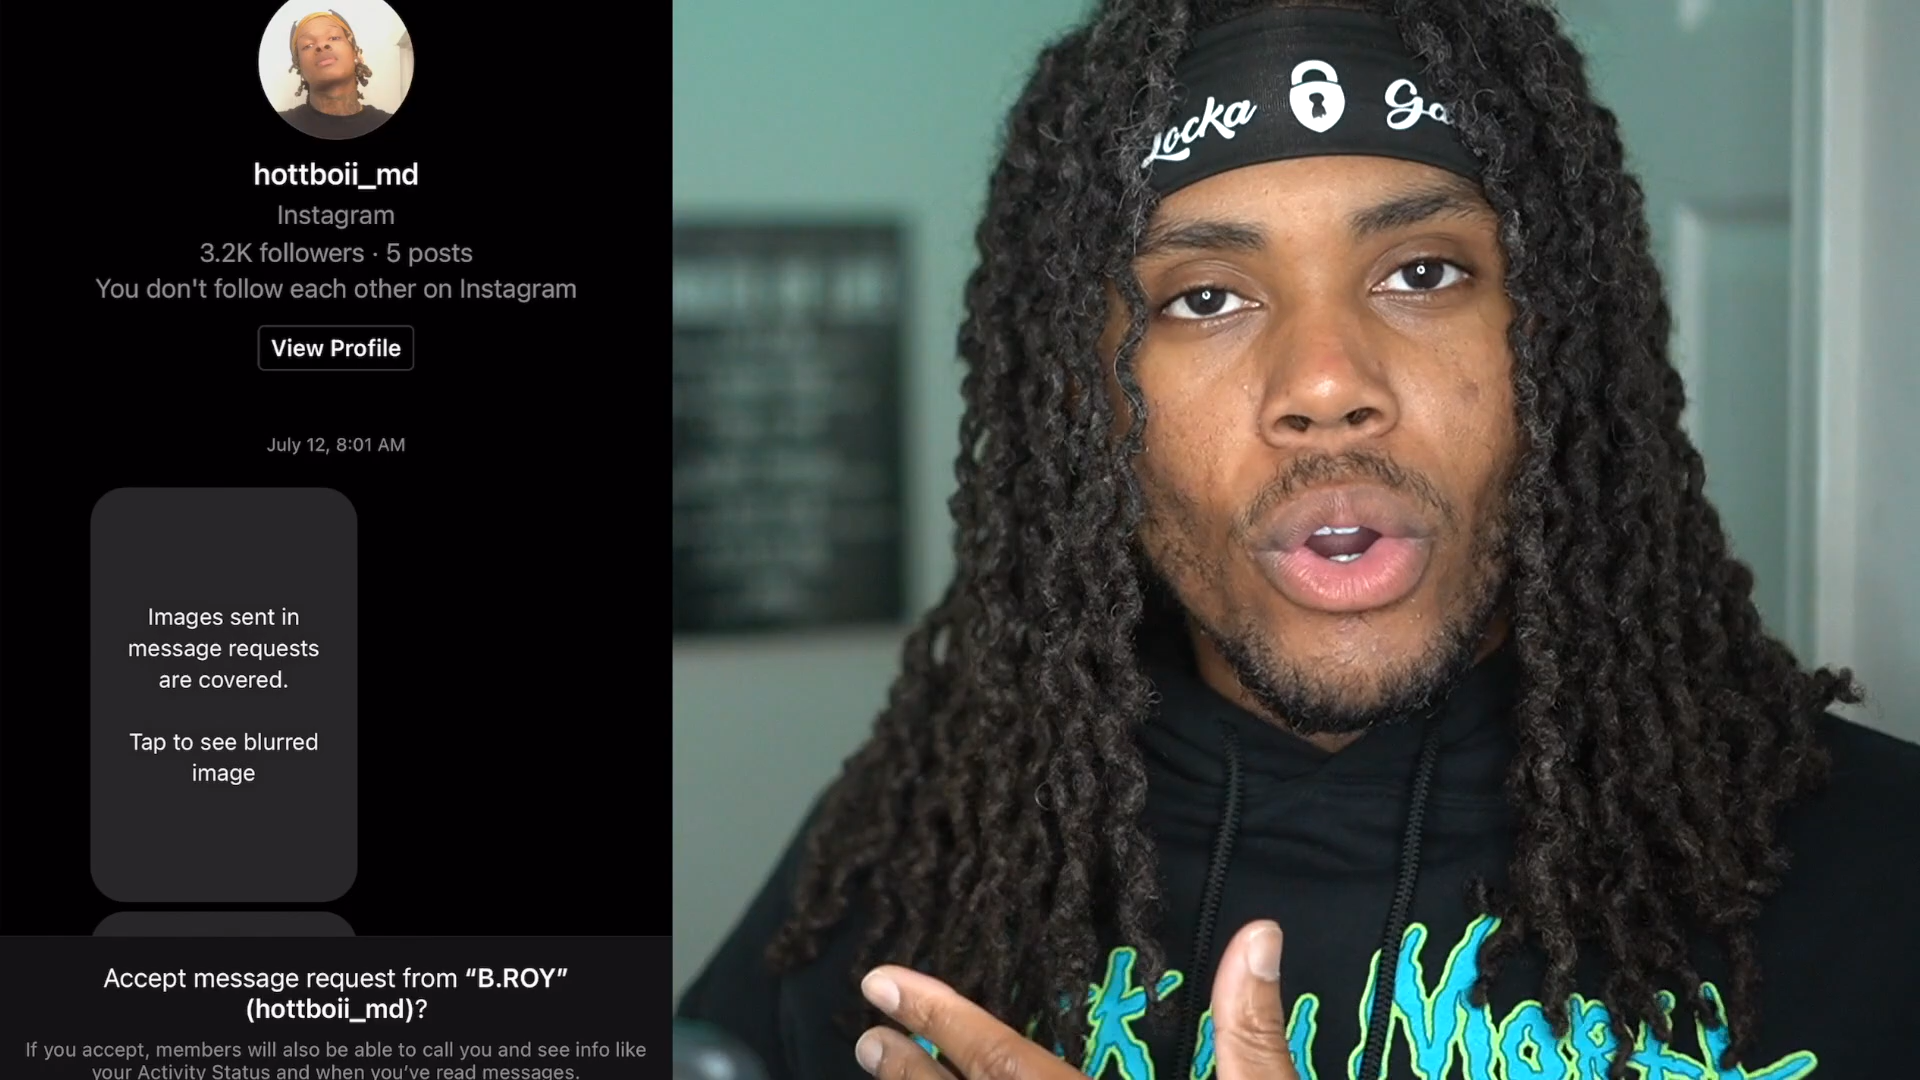 hottboii_md
Instagram
3.2K followers · 5 posts
You don't follow each other on Instagram
View Profile
July 12, 8:01 AM
Images sent in
message requests
are covered.
Tap to see blurred
image
Accept message request from “B.ROY”
(hottboii_md)?
If you accept, members will also be able to call you and see info like
your Activity Status and when you've read messages.
Locka